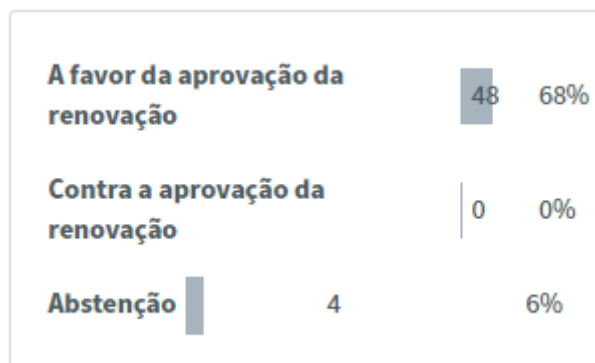 A favor da aprovação da
renovação
48 68%
Contra a aprovação da
renovação
0 0%
Abstenção 4 6%